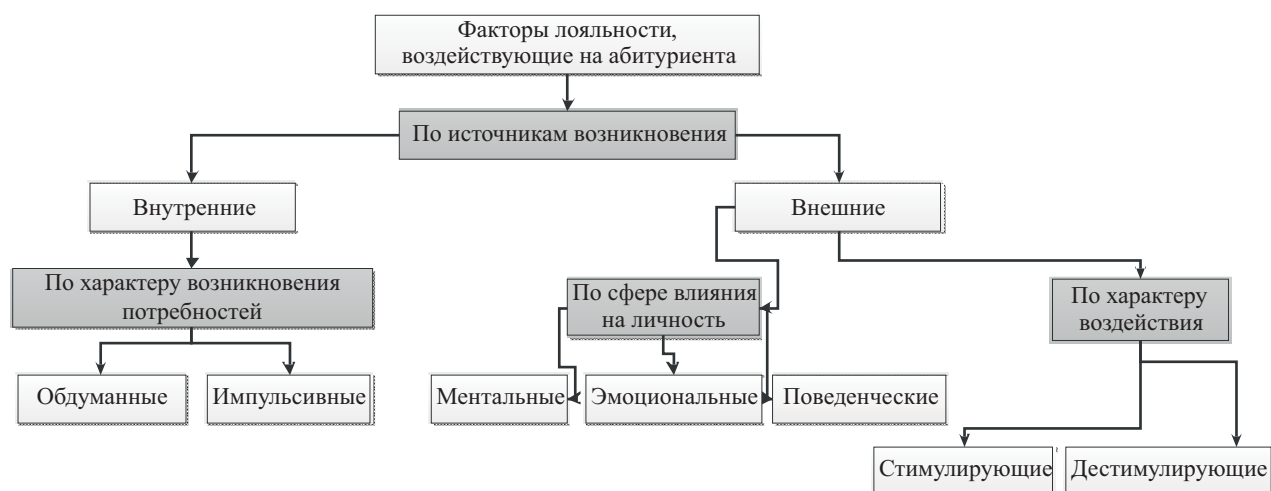 Факторы лояльности,
воздействующие на абитуриента
По источникам возникновения
Внутренние
Внешние
По характеру возникновения
потребностей
По сфере влияния
на личность
По характеру
воздействия
Обдуманные
Импульсивные
Ментальные
Эмоциональные
Поведенческие
Стимулирующие
Дестимулирующие